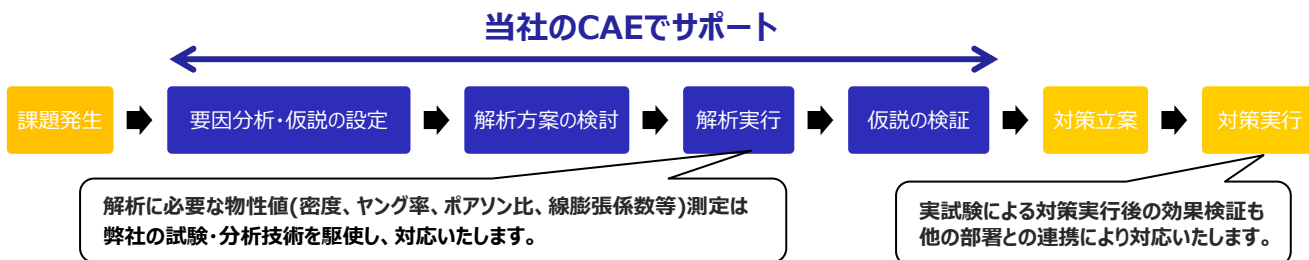 当社のCAEでサポート
課題発生
要因分析・仮説の設定
解析方案の検討
解析実行
仮説の検証
対策立案
対策実行
解析に必要な物性値(密度、ヤング率、ポアソン比、線膨張係数等)測定は
弊社の試験・分析技術を駆使し、対応いたします。
実試験による対策実行後の効果検証も
他の部署との連携により対応いたします。